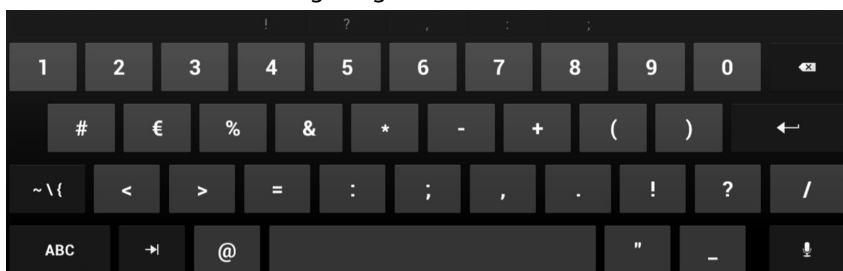 ! ? , : ;
1 2 3 4 5 6 7 8 9 0
# € % & * - + ( )
~ \ { < > = : ; , . ! ? /
ABC @ " _